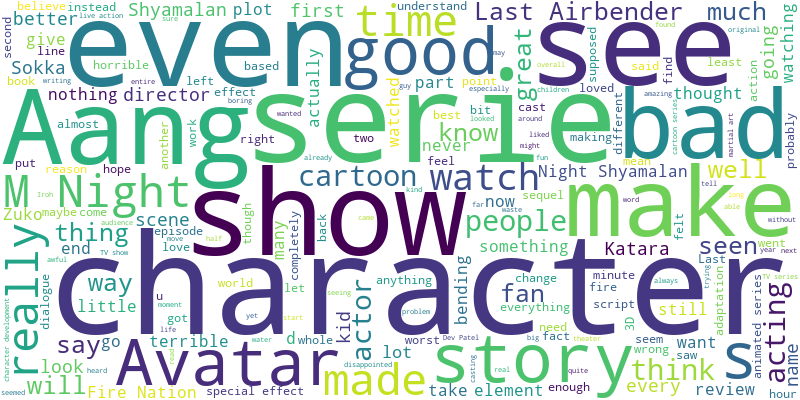 believe
live action
instead
Shyamalan
plot
first
Last Airbender
much
better
understand
second
give
even
good
time
see
line
horrible
based
actually
great
supposed
said
find
least
going
watching
Sokka
book
writing
entire
left
effect
may
found
original
nothing
director
boring
guy
part
point
overall
especially
children
loved
amazing
action
Aang
serie
bad
almost
another
work
wanted
watched
best
looked
bit
cast
around
thought
different
cartoon series
martial art
probably
right
two
know
liked
making
never
might
put
reason
hope
already
feel
fun
mean
tell
M Night
Iroh
cartoon
watch
Night Shyamalan
well
show
make
kind
sequel
long
able
Zuko
maybe
come
audience
scene
though
many
completely
back
came
far
now
waste
people
felt
word
without
thing
episode
love
move
half
something
Katara
seen
Last
went
year next
really
end
awful
TV show
character
anything
bending
change
minute
trying
always
TV series
way
u
world
let
seeing
fan
everything
fire
still
adaptation
animated series
acting
dialogue
little
moment
got
yet
start
kid
actor
problem
need
script
3D
character development
say
go
life
terrible
water
d
whole
worst
Dev Patel
big
fact
theater
seem
want
s
look
heard
Avatar
read
disappointed
lot
story
casting
real
quite
wrong
saw
think
name
seemed
will
Fire Nation
special effect
made
take
element
enough
every
review
hour
sure